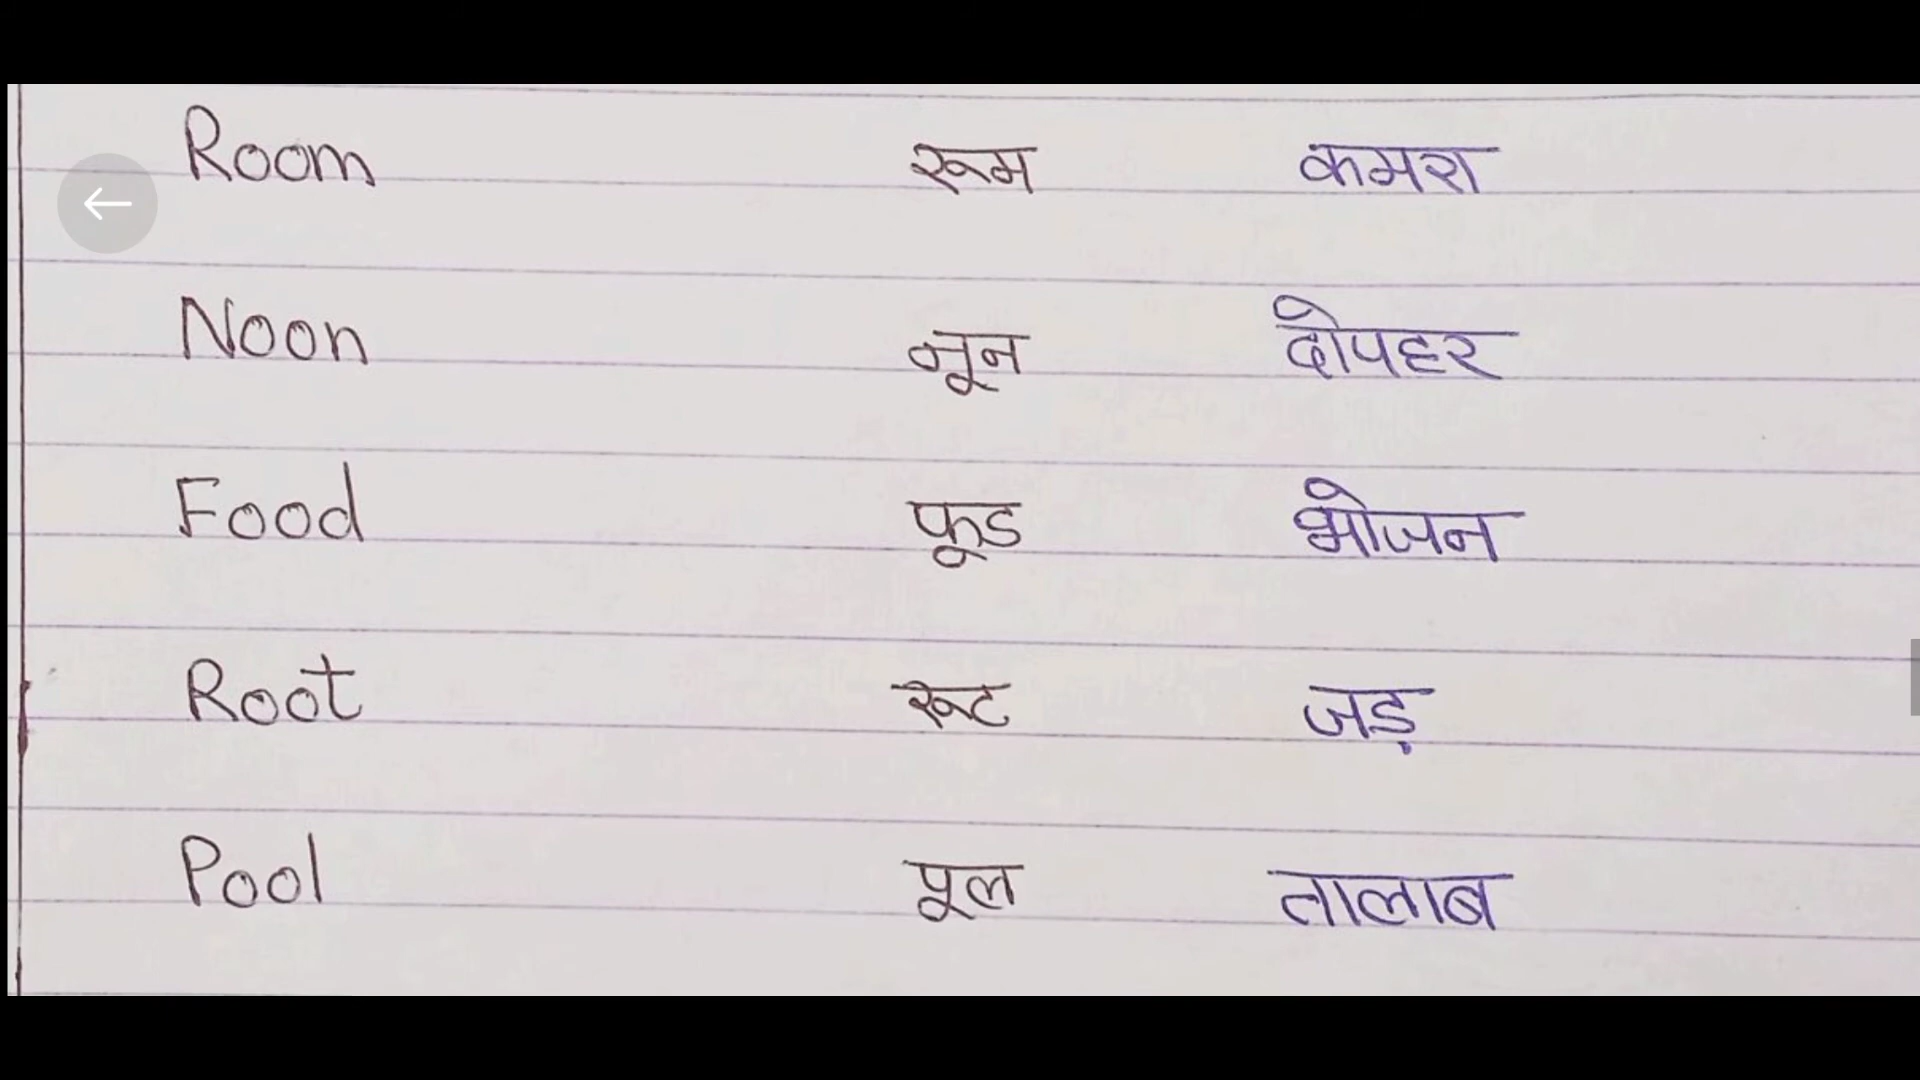 Room रूम कमरा
Noon नून दोपहर
Food फूड भोजन
Root रूट जड़
Pool पूल तालाब